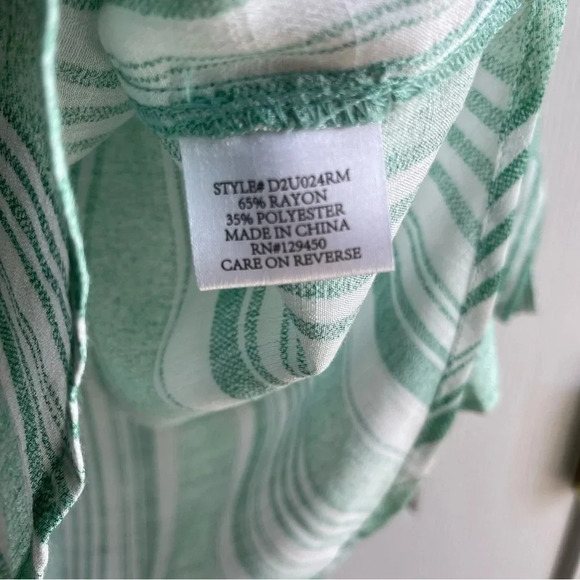 STYLE# D2U024RM
65% RAYON
35% POLYESTER
MADE IN CHINA
RN#129450
CARE ON REVERSE